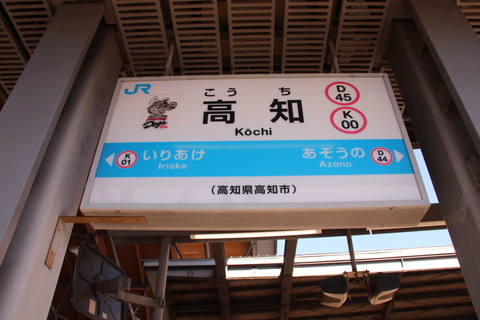 JR
こうち
高知
Kōchi
D
45
K
00
K
01
いりあけ
Iriake
あぞうの
Azōno
D
44
(高知県高知市)